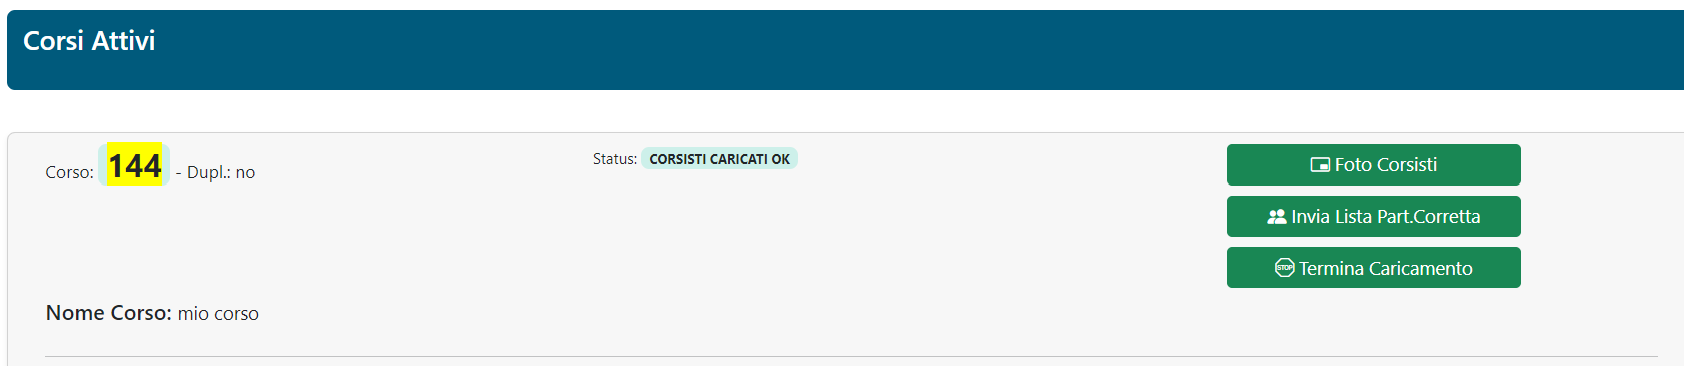 Corsi Attivi
Corso: 144 - Dupl.: no
Status: CORSISTI CARICATI OK
Foto Corsisti
Invia Lista Part.Corretta
STOP Termina Caricamento
Nome Corso: mio corso